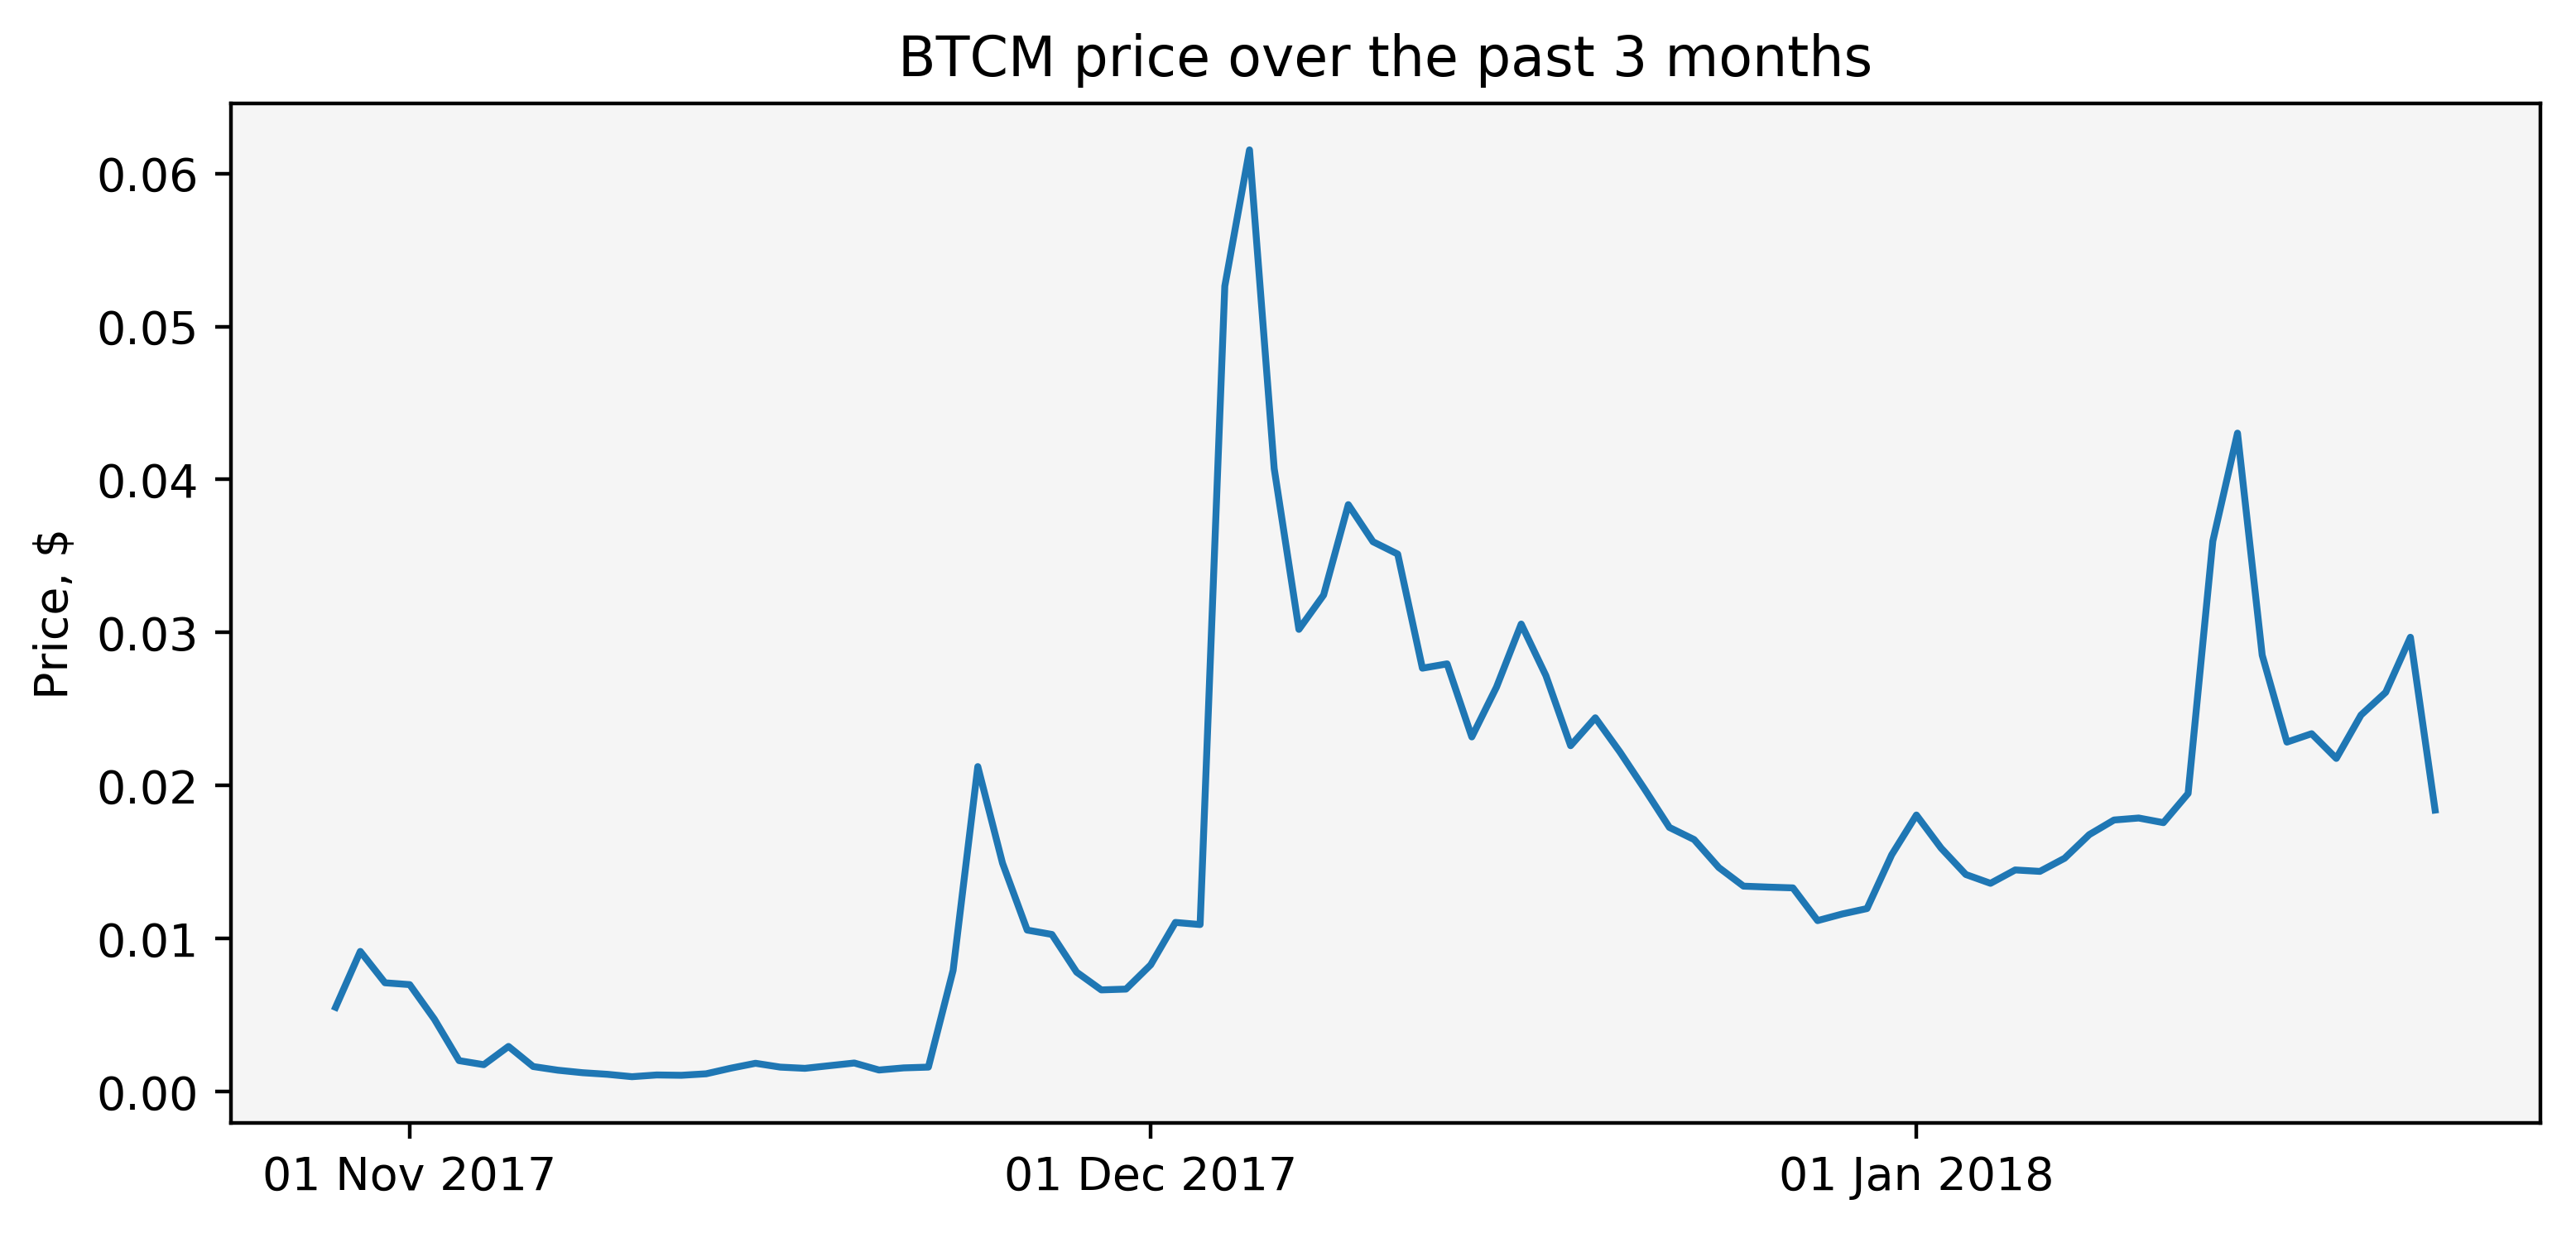 BTCM price over the past 3 months
Price, $
0.06
0.05
0.04
0.03
0.02
0.01
0.00
01 Nov 2017
01 Dec 2017
01 Jan 2018